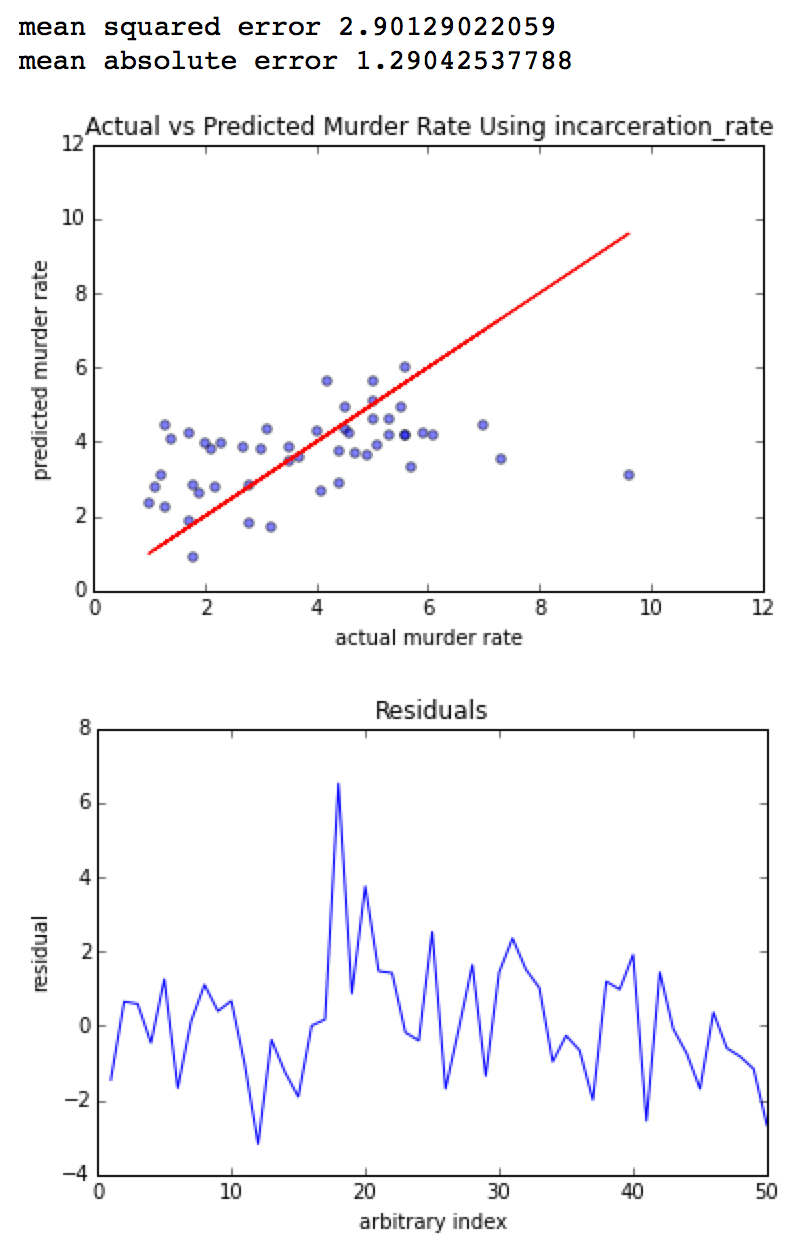 mean squared error 2.90129022059
mean absolute error 1.29042537788
Actual vs Predicted Murder Rate Using incarceration_rate
12
10
8
6
4
2
0
predicted murder rate
0 2 4 6 8 10 12
actual murder rate
Residuals
8
6
4
2
0
−2
−4
residual
0 10 20 30 40 50
arbitrary index